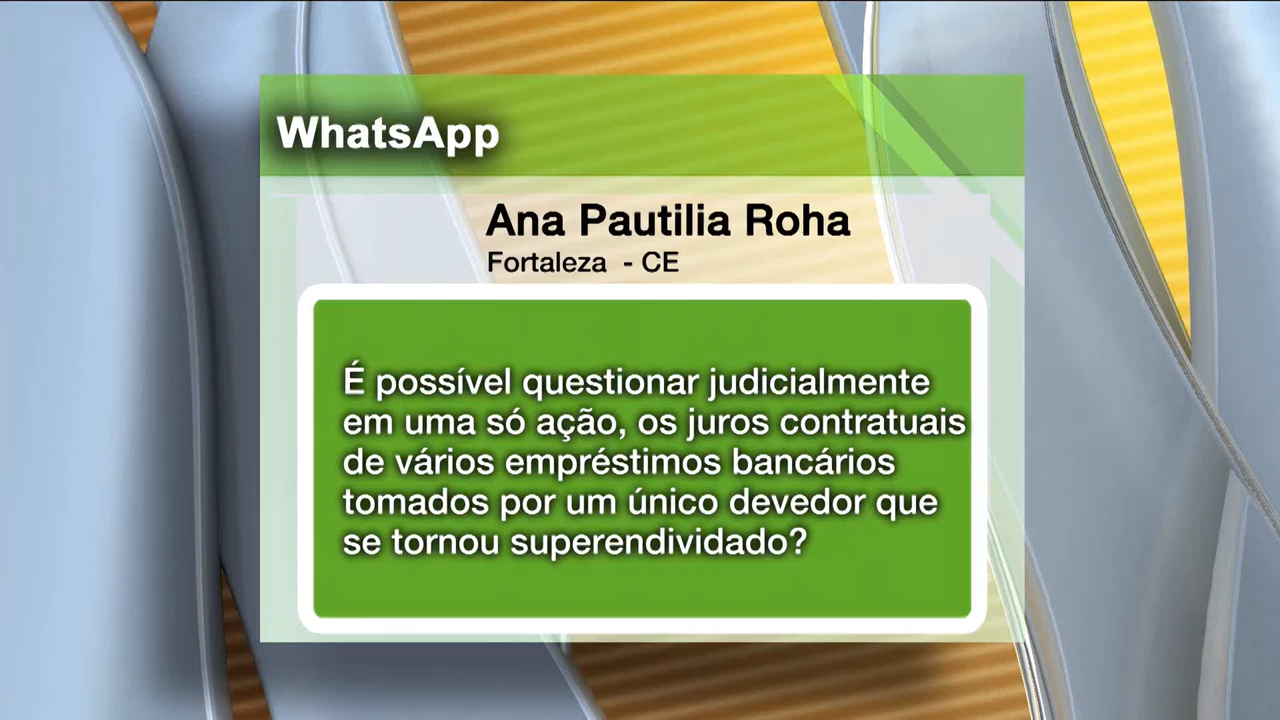 WhatsApp
Ana Pautilia Roha
Fortaleza - CE
É possível questionar judicialmente
em uma só ação, os juros contratuais
de vários empréstimos bancários
tomados por um único devedor que
se tornou superendividado?